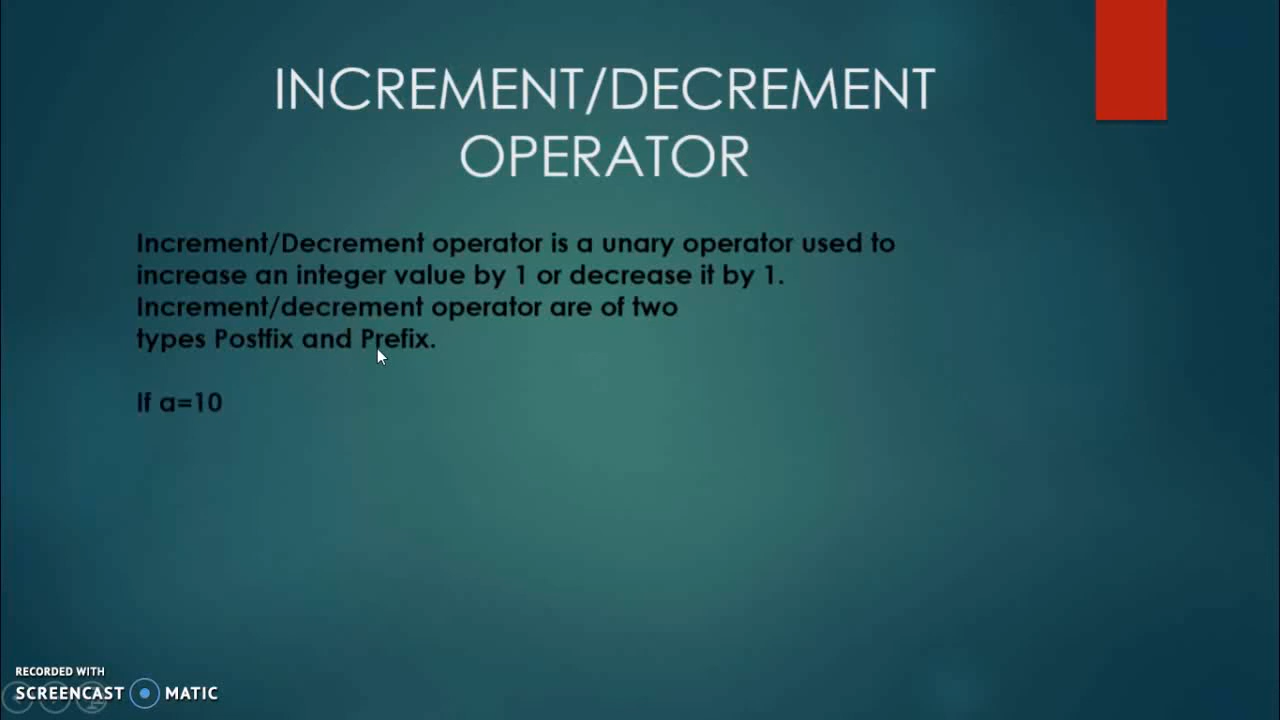 INCREMENT/DECREMENT
OPERATOR
Increment/Decrement operator is a unary operator used to
increase an integer value by 1 or decrease it by 1.
Increment/decrement operator are of two
types Postfix and Prefix.
If a=10
RECORDED WITH
SCREENCAST MATIC